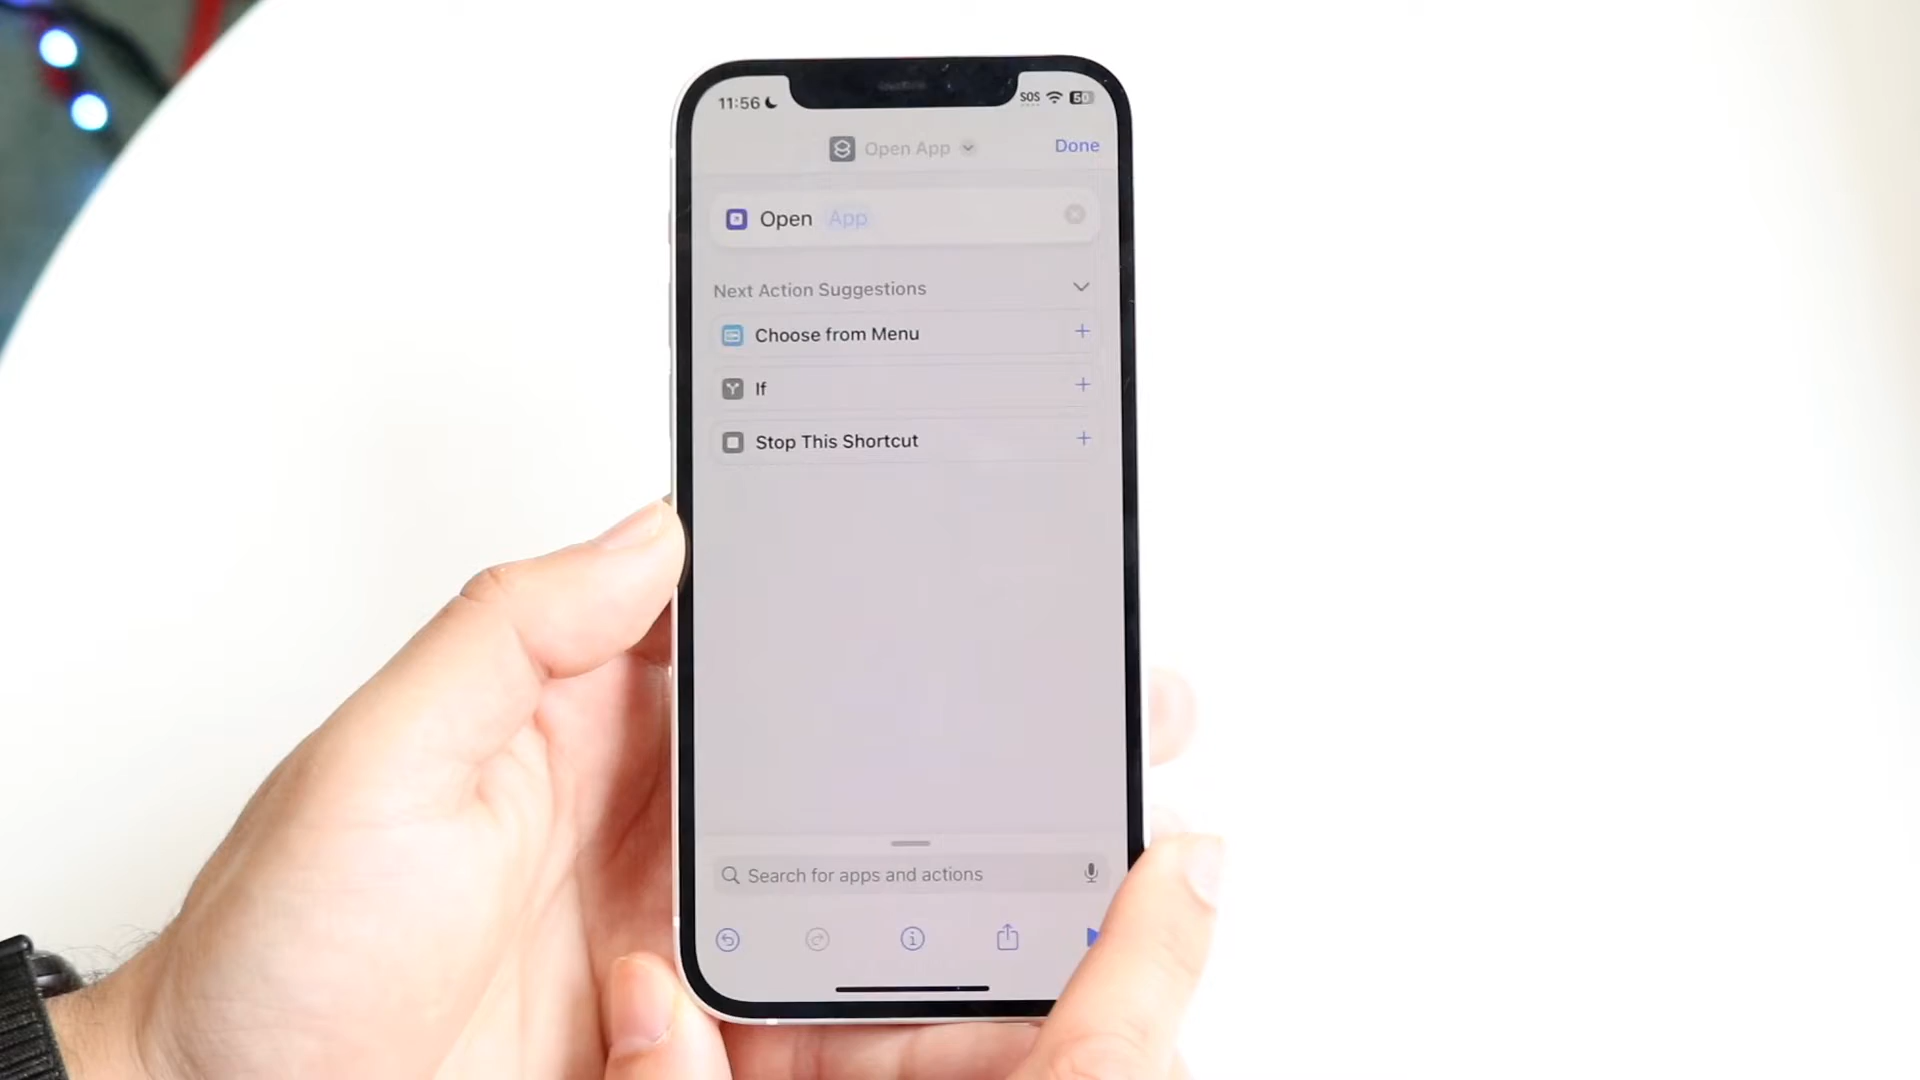 11:56 SOS 50
Open App Done
Open App
Next Action Suggestions
Choose from Menu
If
Stop This Shortcut
Search for apps and actions